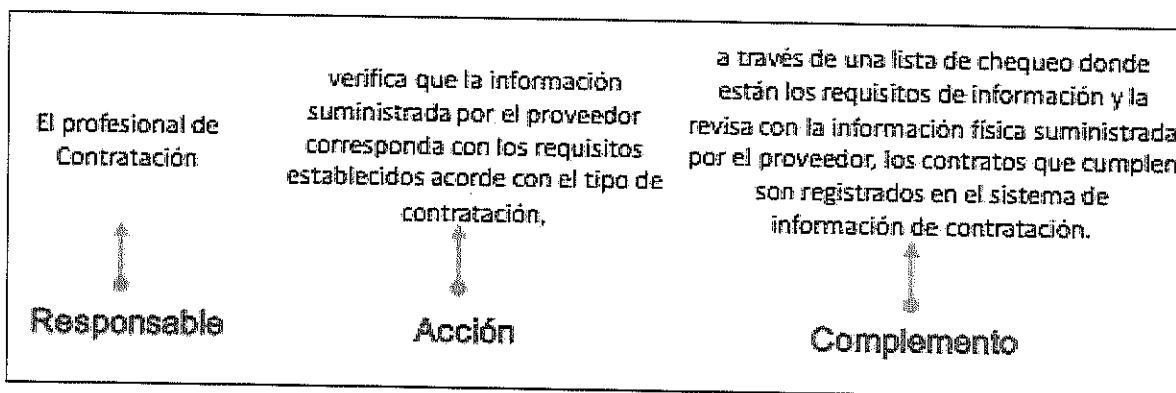 El profesional de
Contratación
verifica que la información
suministrada por el proveedor
corresponda con los requisitos
establecidos acorde con el tipo de
contratación,
a través de una lista de chequeo donde
están los requisitos de información y la
revisa con la información física suministrada
por el proveedor, los contratos que cumplen
son registrados en el sistema de
información de contratación.
Responsable
Acción
Complemento